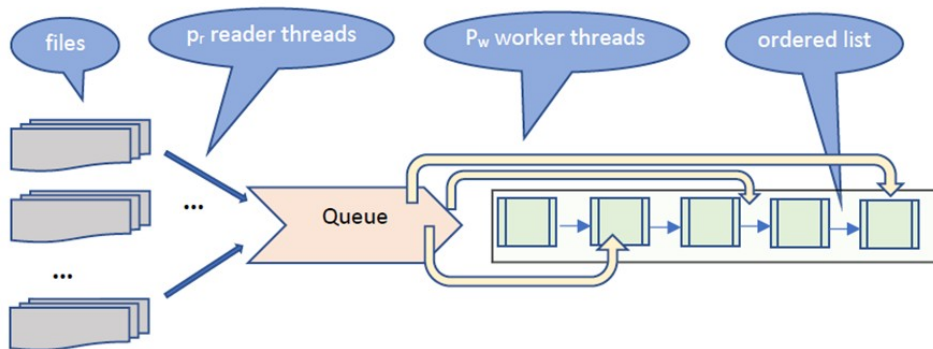 files
pr reader threads
Pw worker threads
ordered list
...
Queue
...